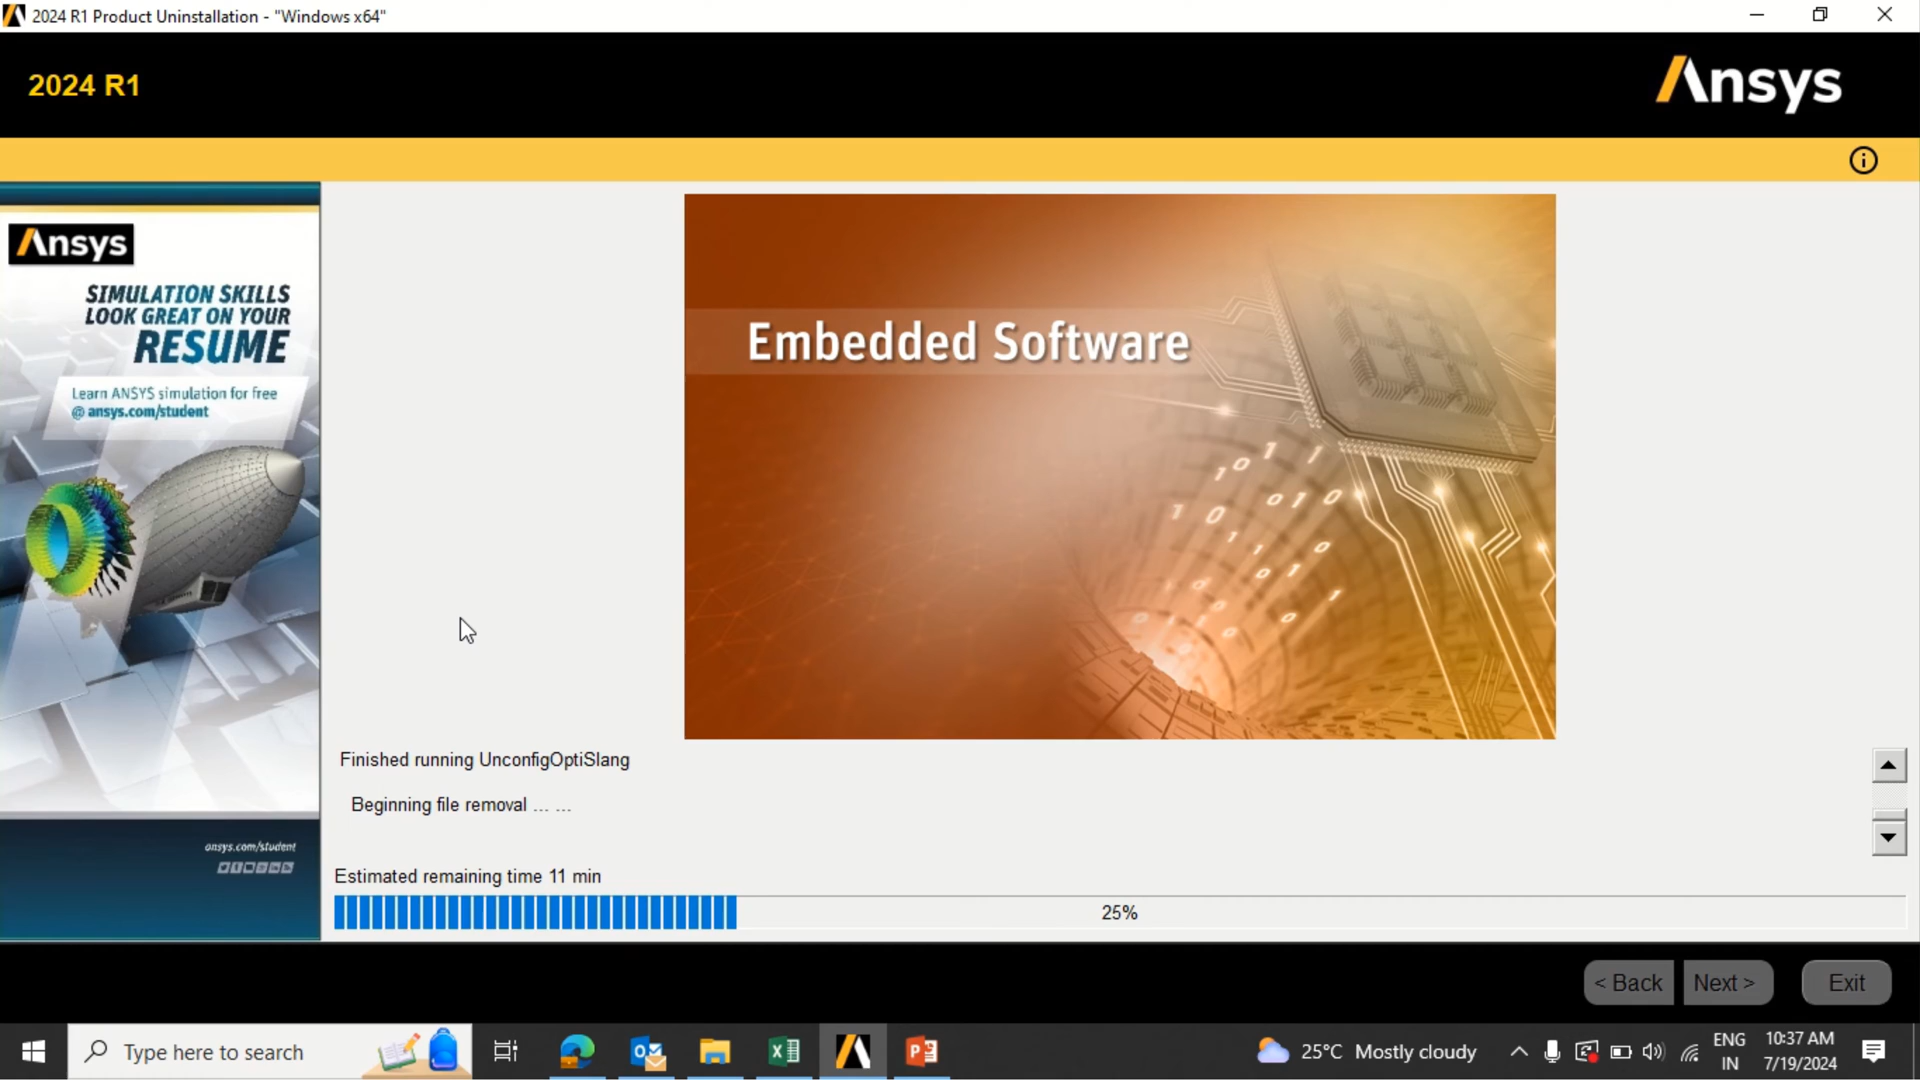 2024 R1 Product Uninstallation - "Windows x64"
2024 R1
Ansys
Ansys
SIMULATION SKILLS
LOOK GREAT ON YOUR
RESUME
Learn ANSYS simulation for free
@ ansys.com/student
ansys.com/student
Embedded Software
Finished running UnconfigOptiSlang
Beginning file removal ... ...
Estimated remaining time 11 min
25%
< Back
Next >
Exit
Type here to search
25°C Mostly cloudy
ENG
IN
10:37 AM
7/19/2024